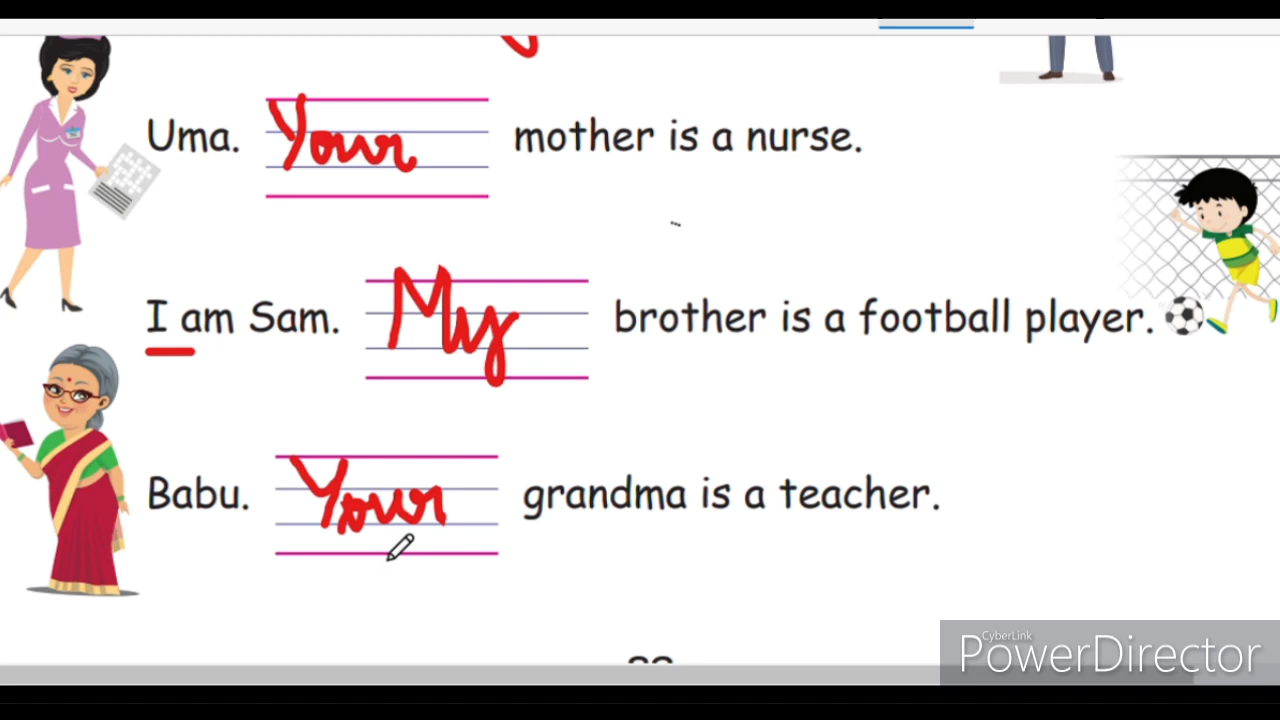 Uma. Your mother is a nurse.
I am Sam. My brother is a football player.
Babu. Your grandma is a teacher.
CyberLink
PowerDirector